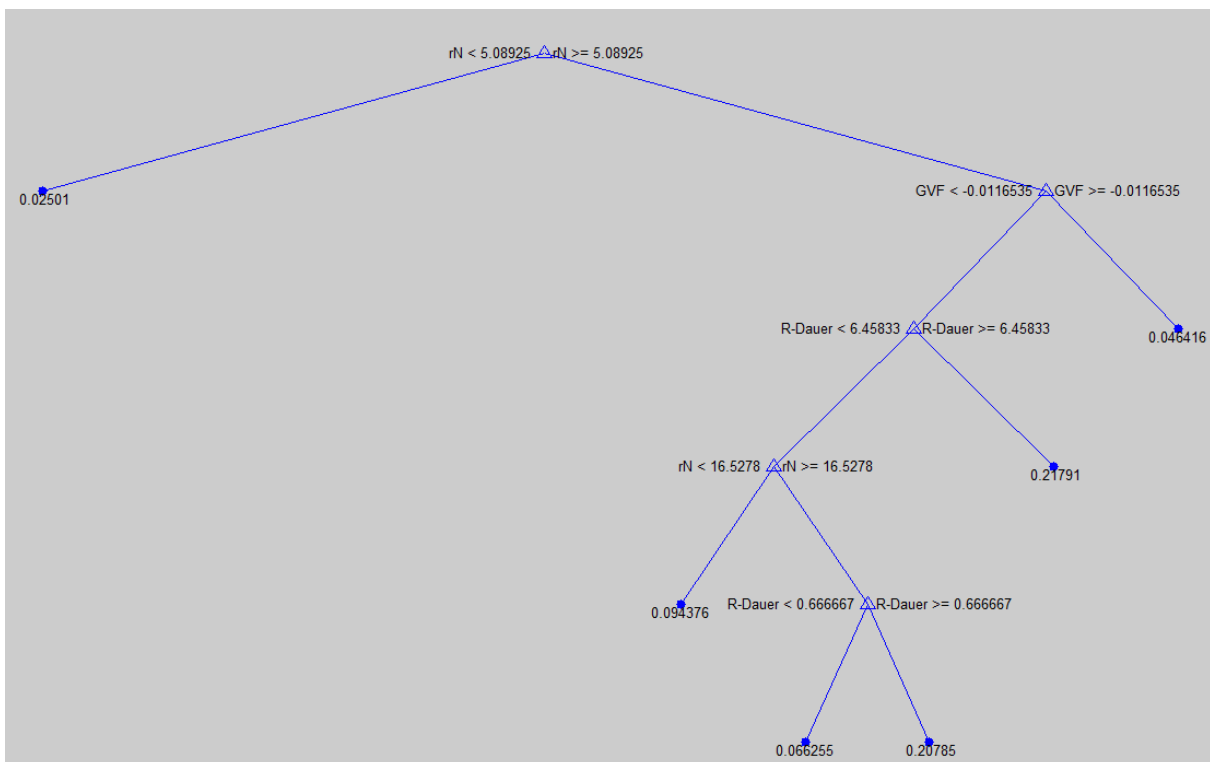 rN < 5.08925 rN >= 5.08925
0.02501
GVF < -0.0116535 GVF >= -0.0116535
R-Dauer < 6.45833 R-Dauer >= 6.45833
0.046416
rN < 16.5278 rN >= 16.5278
0.21791
0.094376
R-Dauer < 0.666667 R-Dauer >= 0.666667
0.066255
0.20785